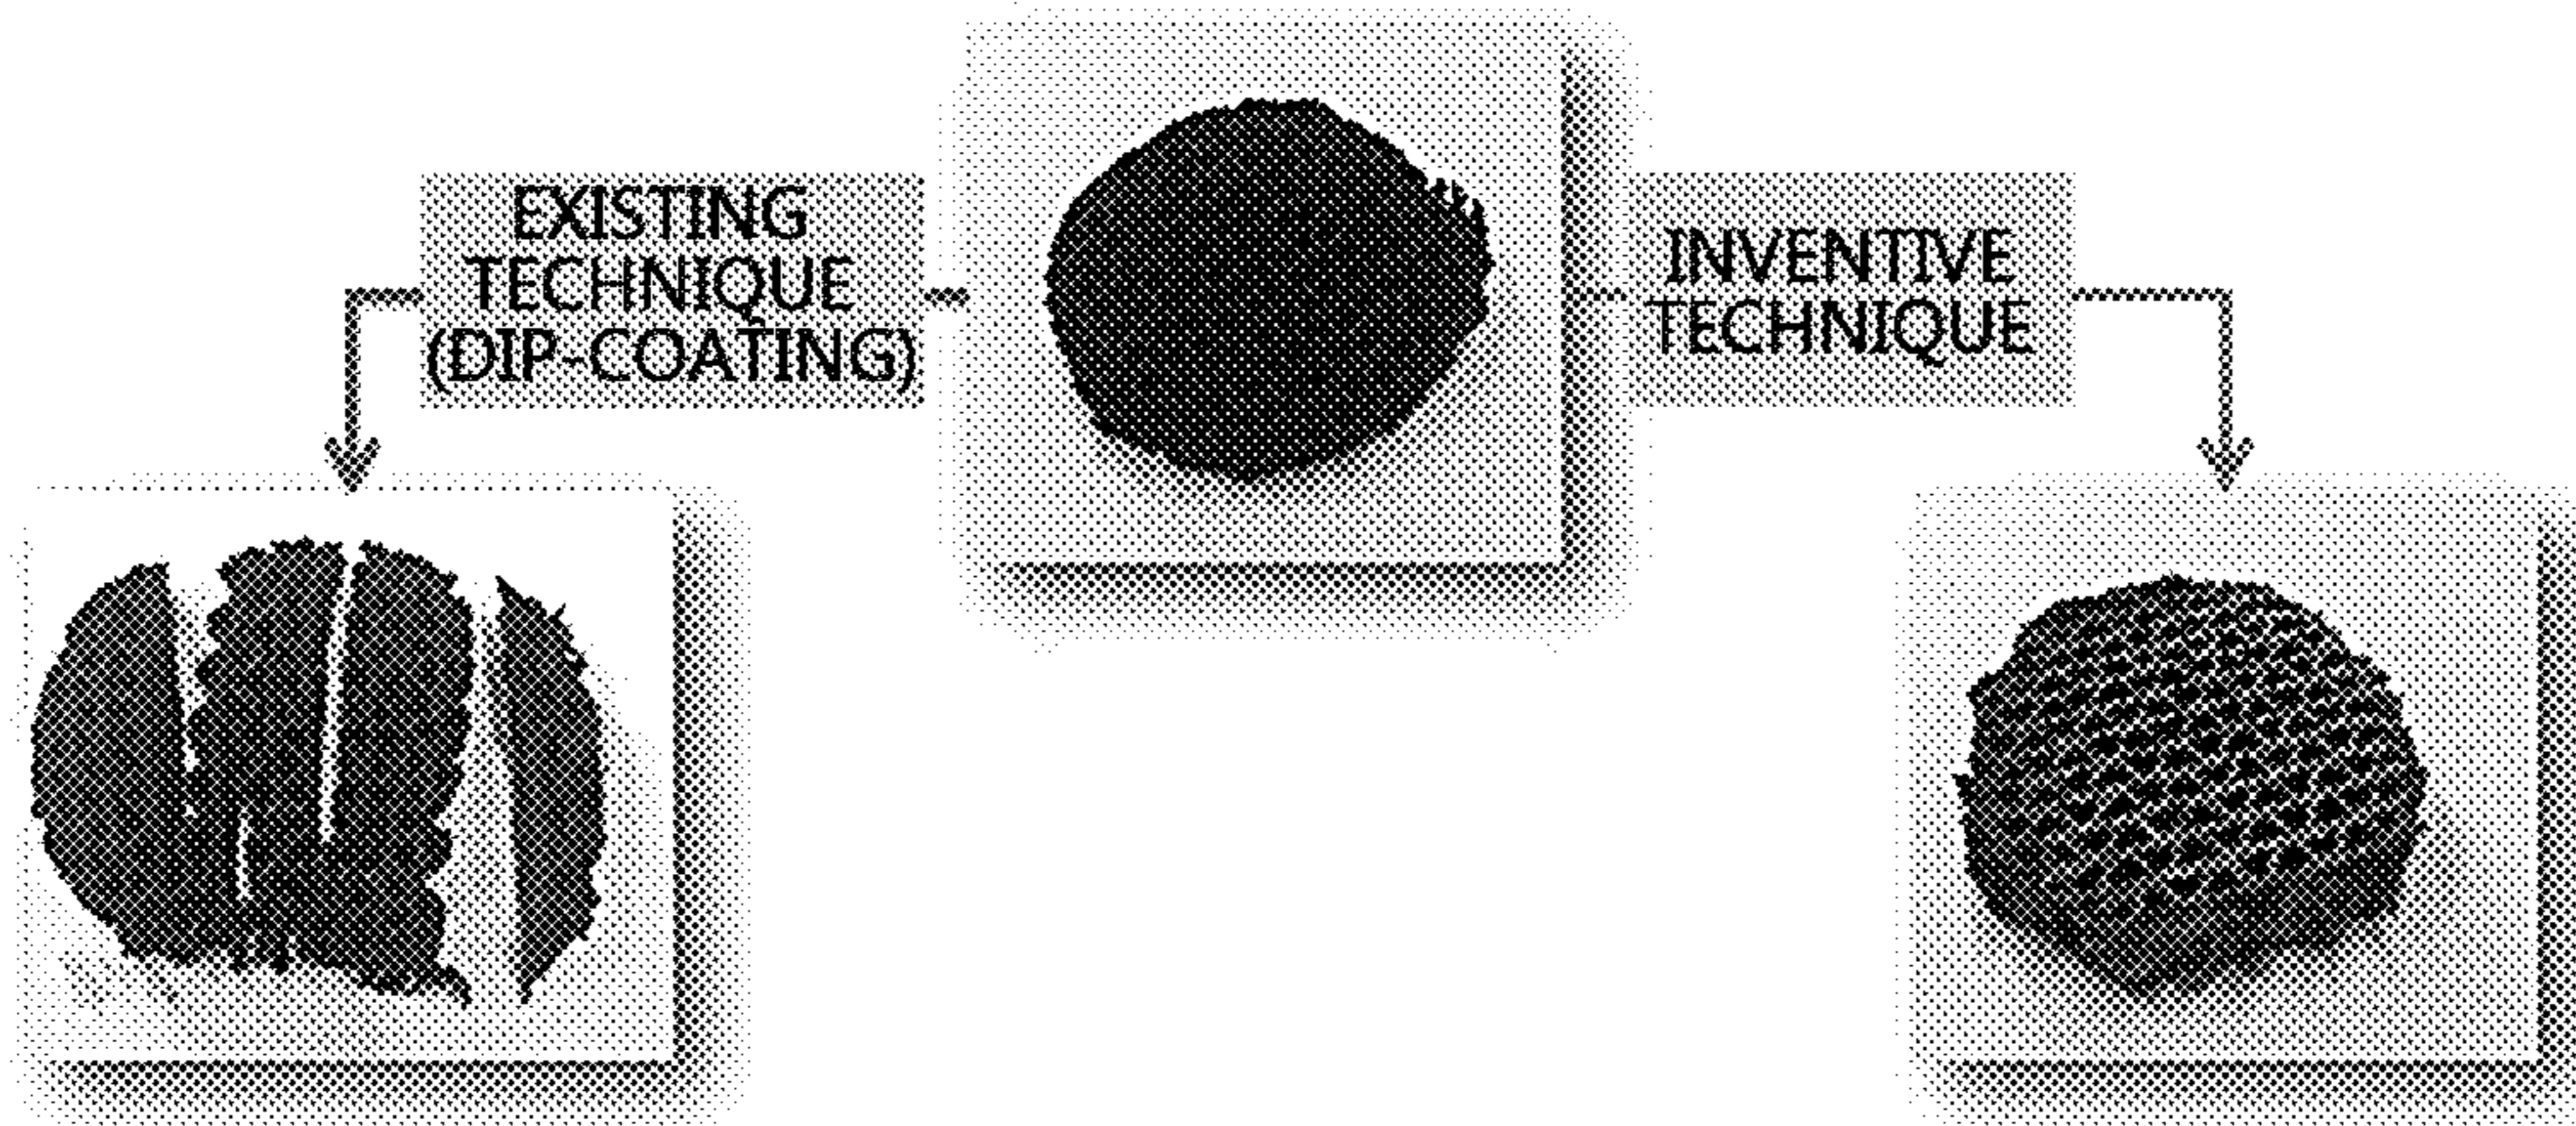 EXISTING
TECHNIQUE
(DIP-COATING)
INVENTIVE
TECHNIQUE